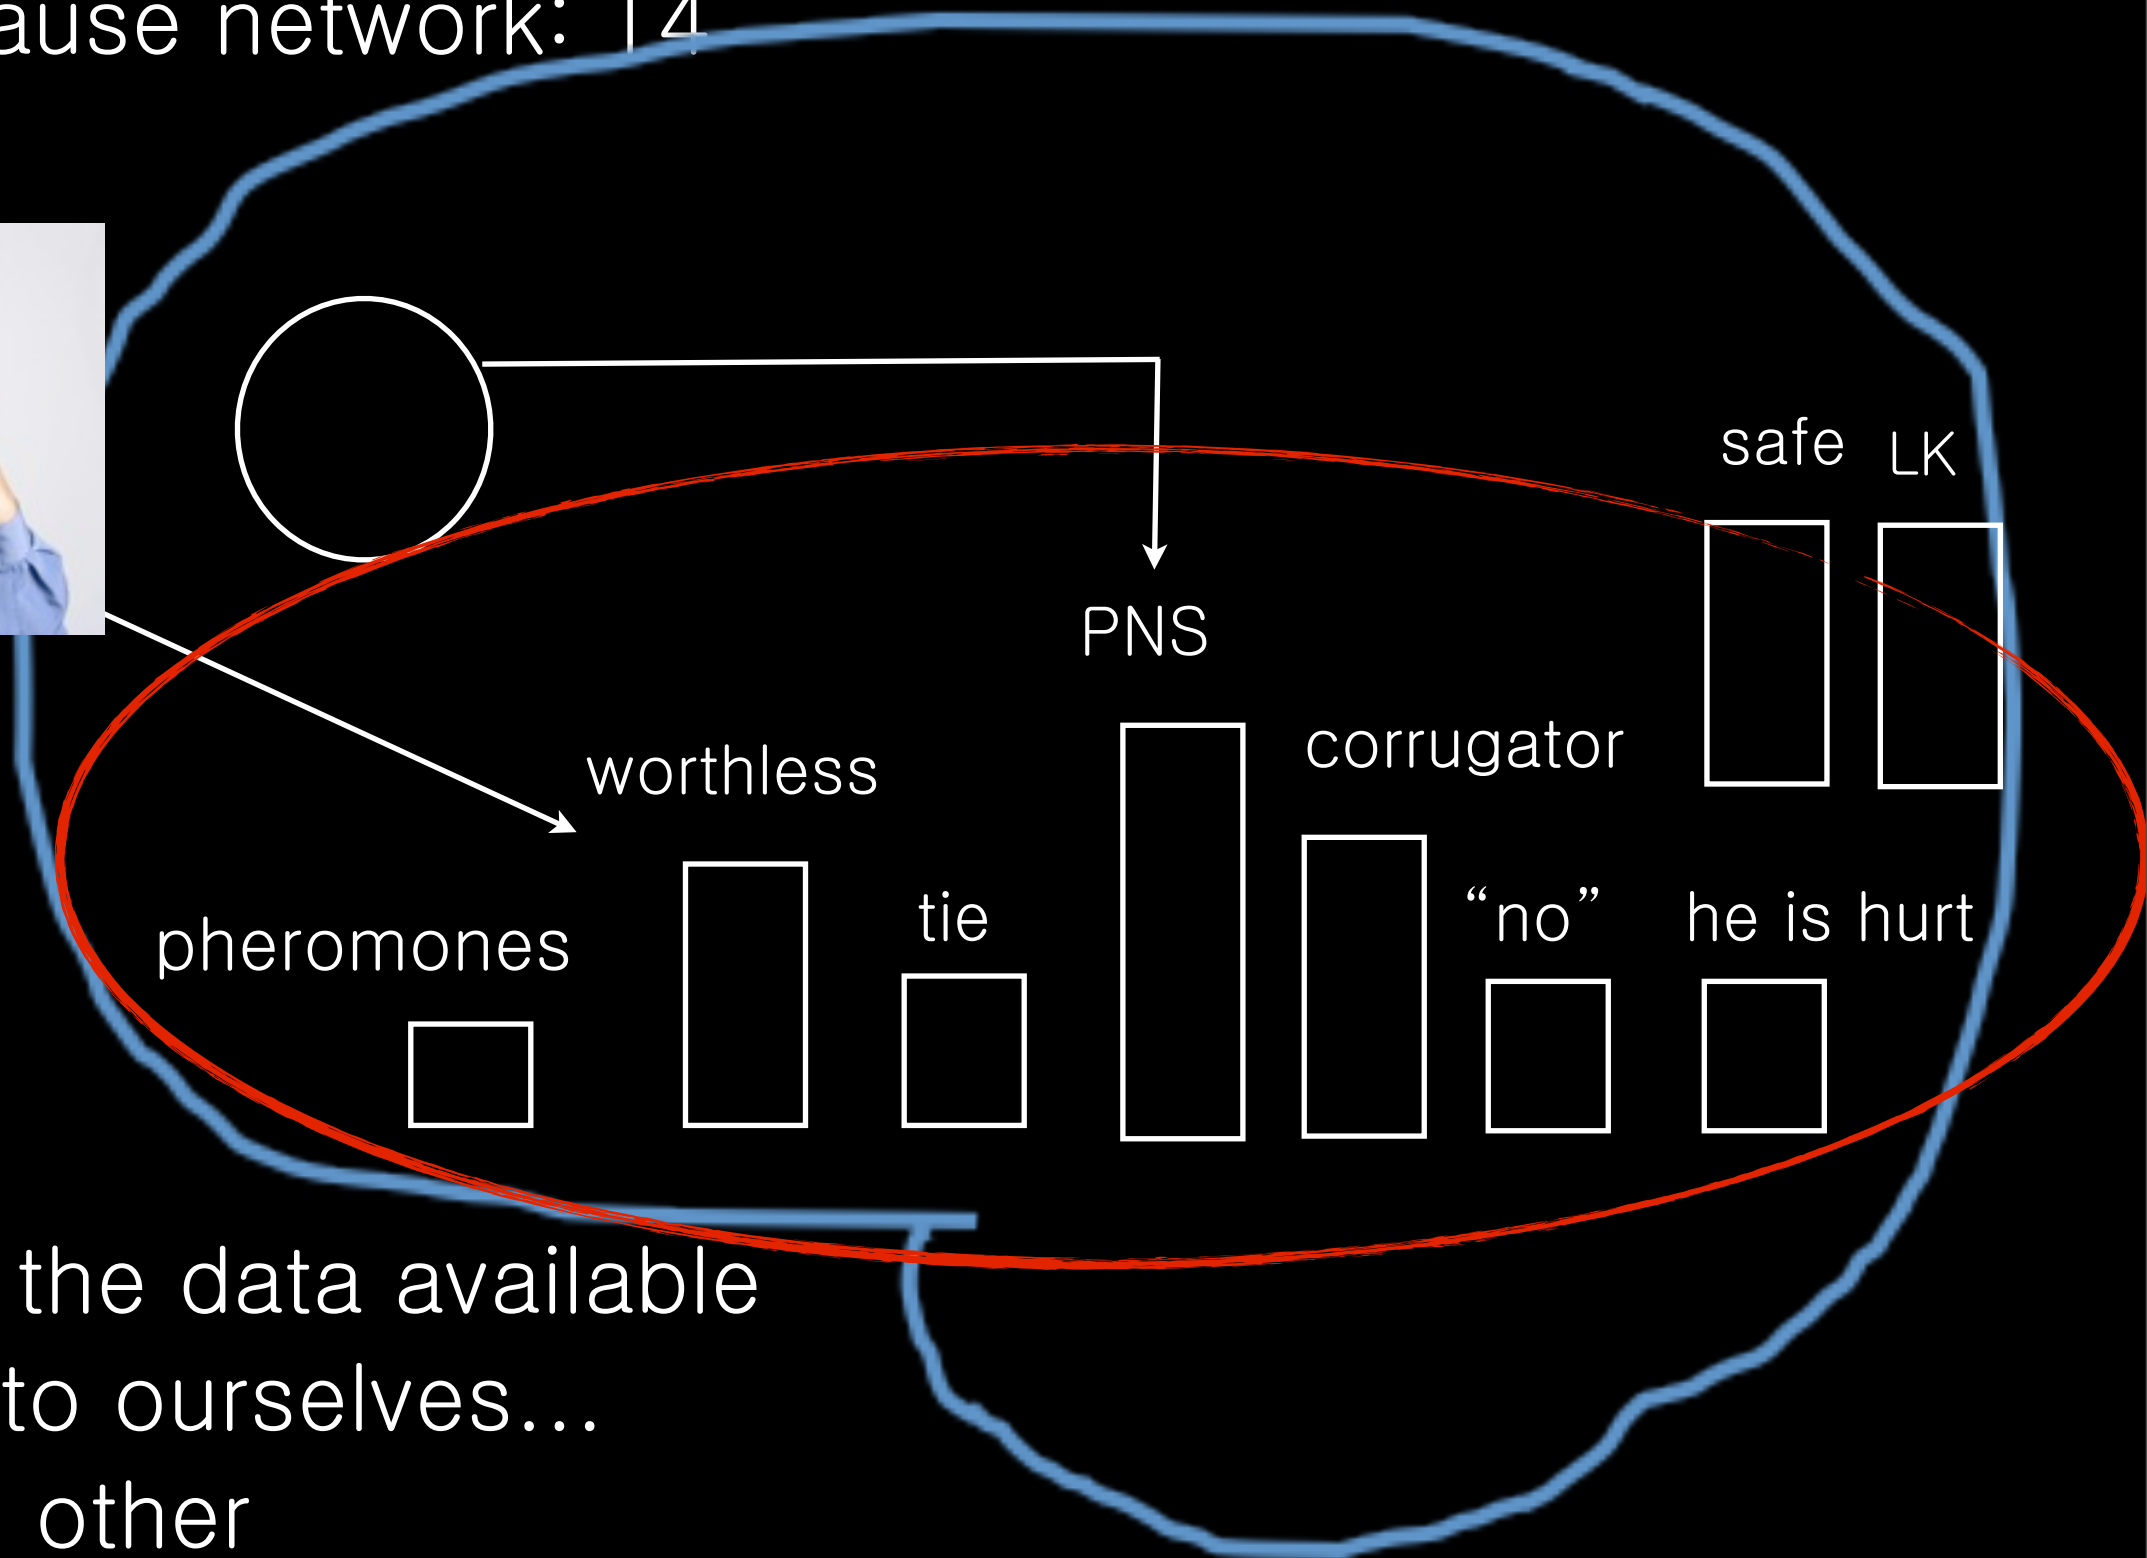 ause network: 14
safe LK
PNS
corrugator
worthless
tie
“no”
he is hurt
pheromones
the data available
to ourselves...
other